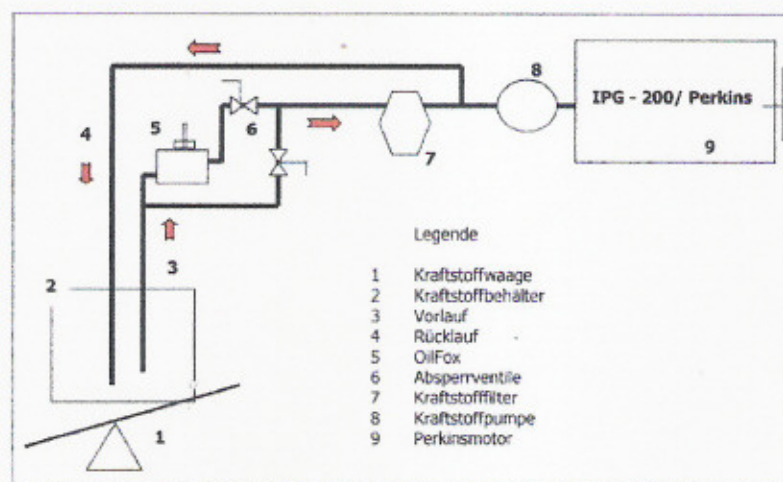 8
IPG - 200/ Perkins
9
4
5
6
7
3
2
1
Legende
1 Kraftstoffwaage
2 Kraftstoffbehälter
3 Vorlauf
4 Rücklauf
5 OilFox
6 Absperrventile
7 Kraftstofffilter
8 Kraftstoffpumpe
9 Perkinsmotor